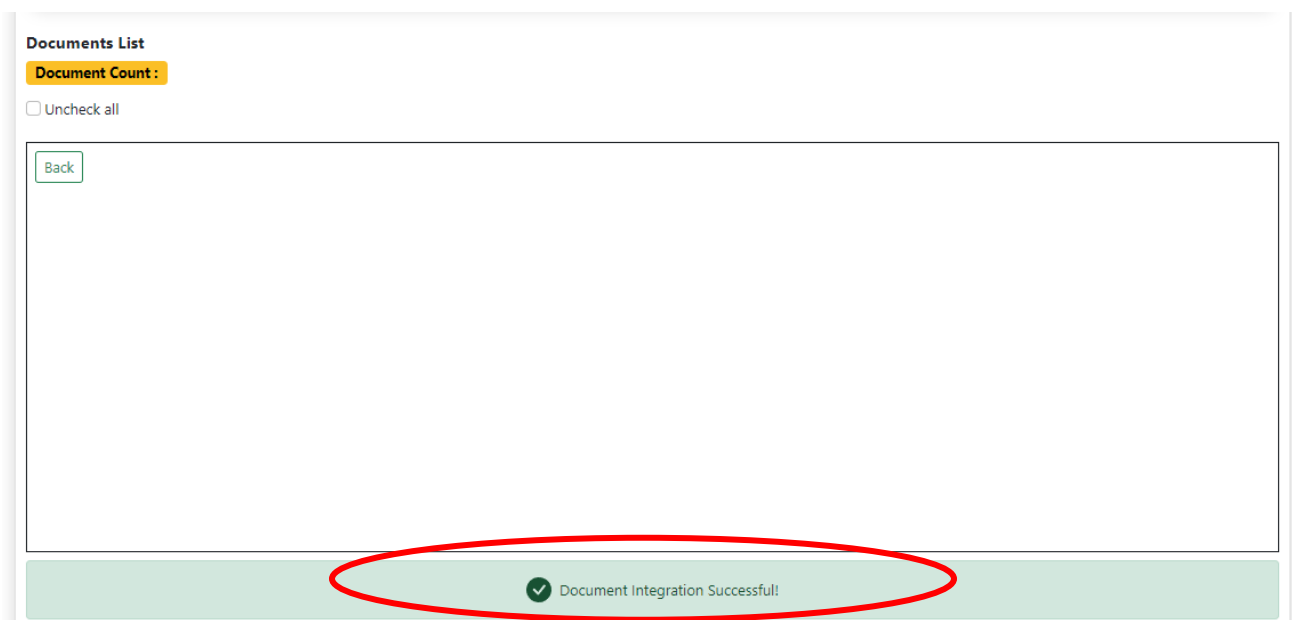 Documents List
Document Count :
Uncheck all
Back
Document Integration Successful!